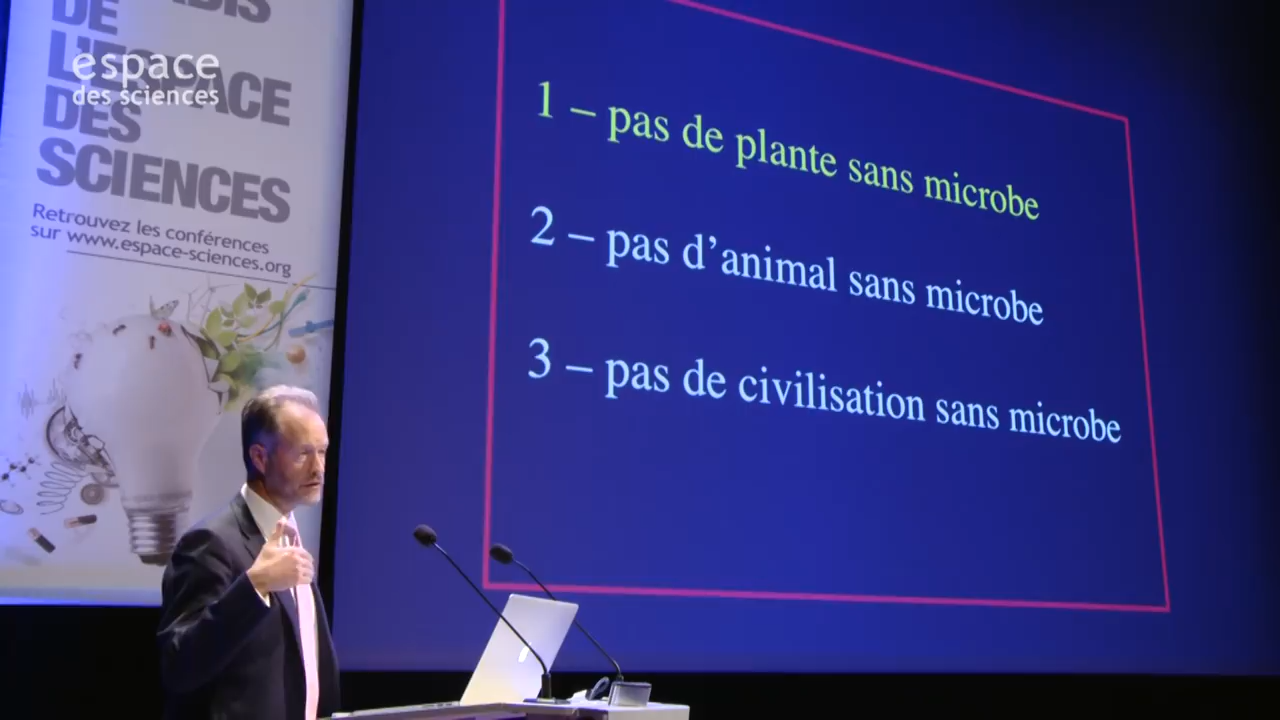 DE
L'ESPACE
DES
SCIENCES
Retrouvez les conférences
sur www.espace-sciences.org
espace
des sciences
1 – pas de plante sans microbe
2 – pas d'animal sans microbe
3 – pas de civilisation sans microbe